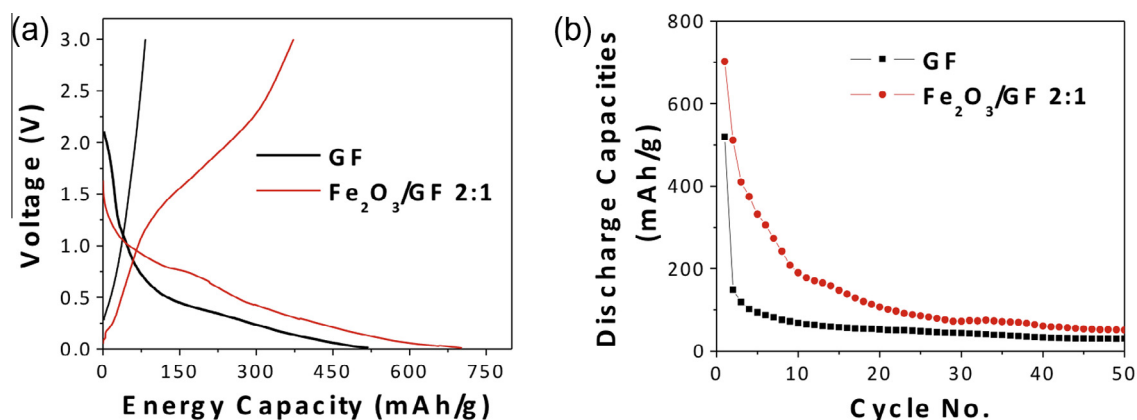 (a)
3.0
2.5
2.0
1.5
1.0
0.5
0.0
Voltage (V)
GF
Fe₂O₃/GF 2:1
0 150 300 450 600 750
Energy Capacity (mAh/g)
(b)
800
600
400
200
0
Discharge Capacities
(mAh/g)
GF
Fe₂O₃/GF 2:1
0 10 20 30 40 50
Cycle No.